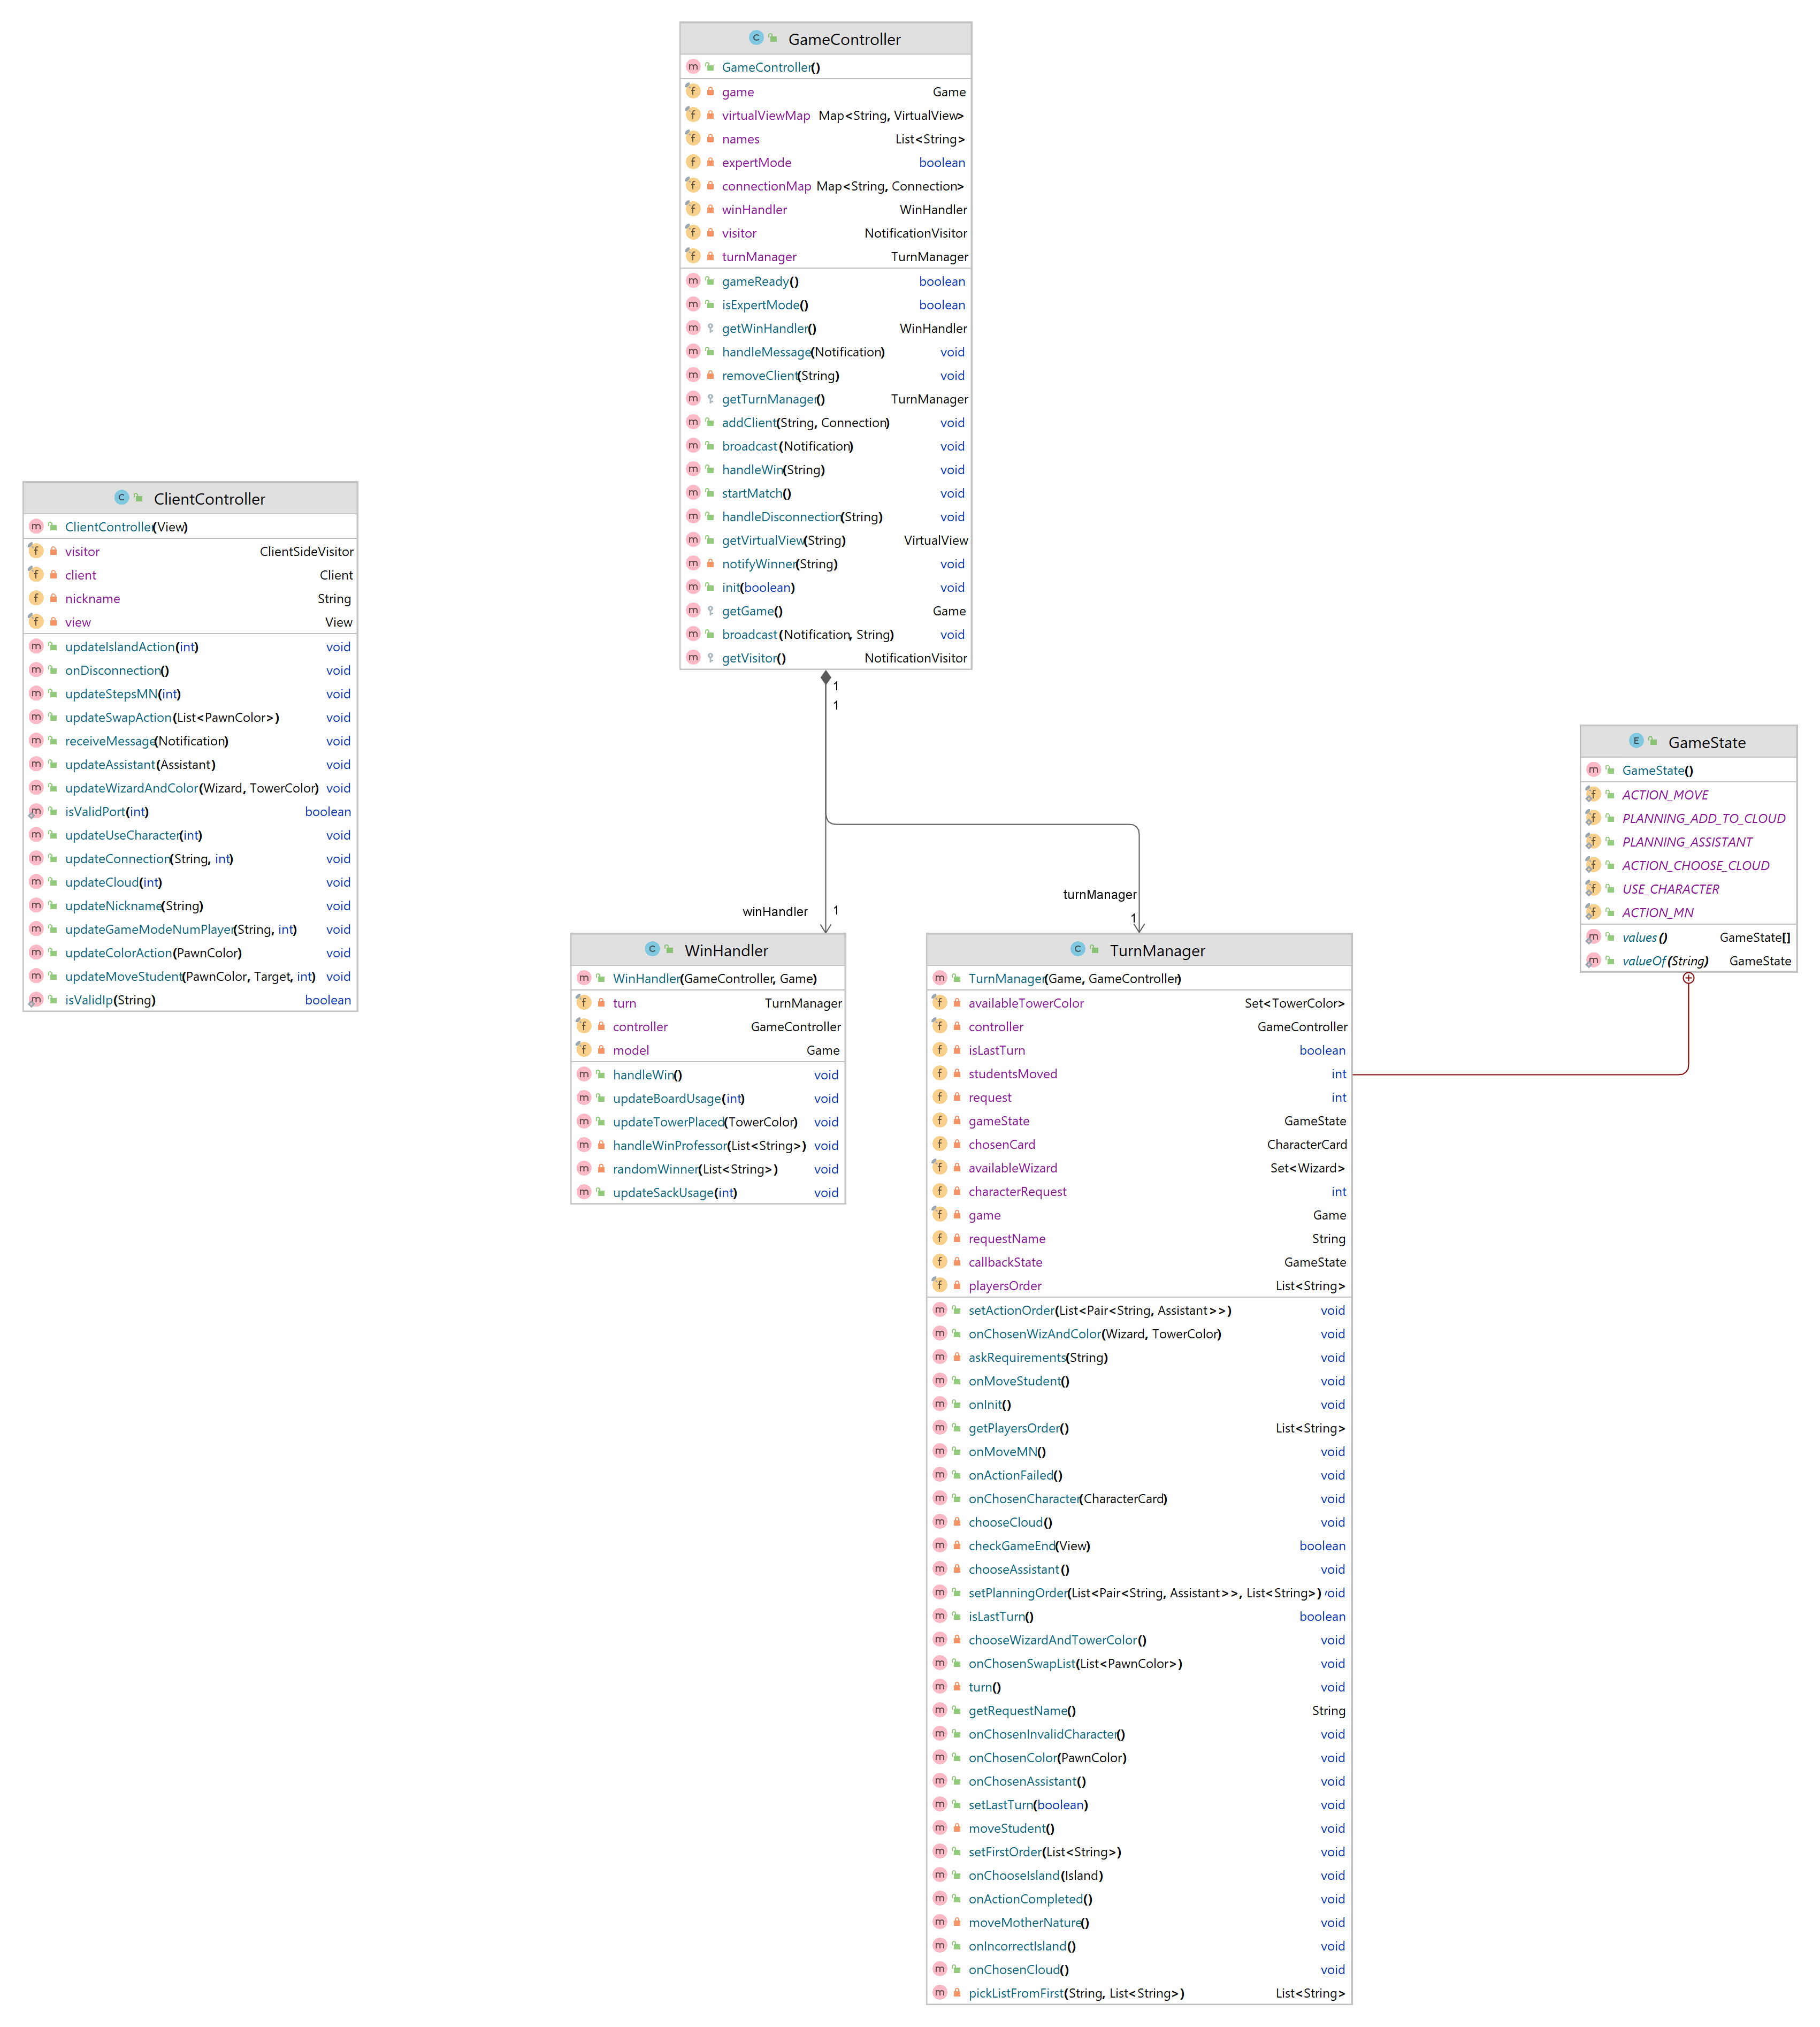 GameController
GameController()
game Game
virtualViewMap Map<String, VirtualView>
names List<String>
expertMode boolean
connectionMap Map<String, Connection>
winHandler WinHandler
visitor NotificationVisitor
turnManager TurnManager
gameReady() boolean
isExpertMode() boolean
getWinHandler() WinHandler
handleMessage(Notification) void
removeClient(String) void
getTurnManager() TurnManager
addClient(String, Connection) void
broadcast(Notification) void
handleWin(String) void
startMatch() void
handleDisconnection(String) void
getVirtualView(String) VirtualView
notifyWinner(String) void
init(boolean) void
getGame() Game
broadcast(Notification, String) void
getVisitor() NotificationVisitor
ClientController
ClientController(View)
visitor ClientSideVisitor
client Client
nickname String
view View
updateIslandAction(int) void
onDisconnection() void
updateStepsMN(int) void
updateSwapAction(List<PawnColor>) void
receiveMessage(Notification) void
updateAssistant(Assistant) void
updateWizardAndColor(Wizard, TowerColor) void
isValidPort(int) boolean
updateUseCharacter(int) void
updateConnection(String, int) void
updateCloud(int) void
updateNickname(String) void
updateGameModeNumPlayer(String, int) void
updateColorAction(PawnColor) void
updateMoveStudent(PawnColor, Target, int) void
isValidIp(String) boolean
1
1
GameState
GameState()
ACTION_MOVE
PLANNING_ADD_TO_CLOUD
PLANNING_ASSISTANT
ACTION_CHOOSE_CLOUD
USE_CHARACTER
ACTION_MN
values() GameState[]
valueOf(String) GameState
winHandler 1
turnManager
1
WinHandler
WinHandler(GameController, Game)
turn TurnManager
controller GameController
model Game
handleWin() void
updateBoardUsage(int) void
updateTowerPlaced(TowerColor) void
handleWinProfessor(List<String>) void
randomWinner(List<String>) void
updateSackUsage(int) void
TurnManager
TurnManager(Game, GameController)
availableTowerColor Set<TowerColor>
controller GameController
isLastTurn boolean
studentsMoved int
request int
gameState GameState
chosenCard CharacterCard
availableWizard Set<Wizard>
characterRequest int
game Game
requestName String
callbackState GameState
playersOrder List<String>
setActionOrder(List<Pair<String, Assistant>>) void
onChosenWizAndColor(Wizard, TowerColor) void
askRequirements(String) void
onMoveStudent() void
onInit() void
getPlayersOrder() List<String>
onMoveMN() void
onActionFailed() void
onChosenCharacter(CharacterCard) void
chooseCloud() void
checkGameEnd(View) boolean
chooseAssistant() void
setPlanningOrder(List<Pair<String, Assistant>>, List<String>) void
isLastTurn() boolean
chooseWizardAndTowerColor() void
onChosenSwapList(List<PawnColor>) void
turn() void
getRequestName() String
onChosenInvalidCharacter() void
onChosenColor(PawnColor) void
onChosenAssistant() void
setLastTurn(boolean) void
moveStudent() void
setFirstOrder(List<String>) void
onChooseIsland(Island) void
onActionCompleted() void
moveMotherNature() void
onIncorrectIsland() void
onChosenCloud() void
pickListFromFirst(String, List<String>) List<String>